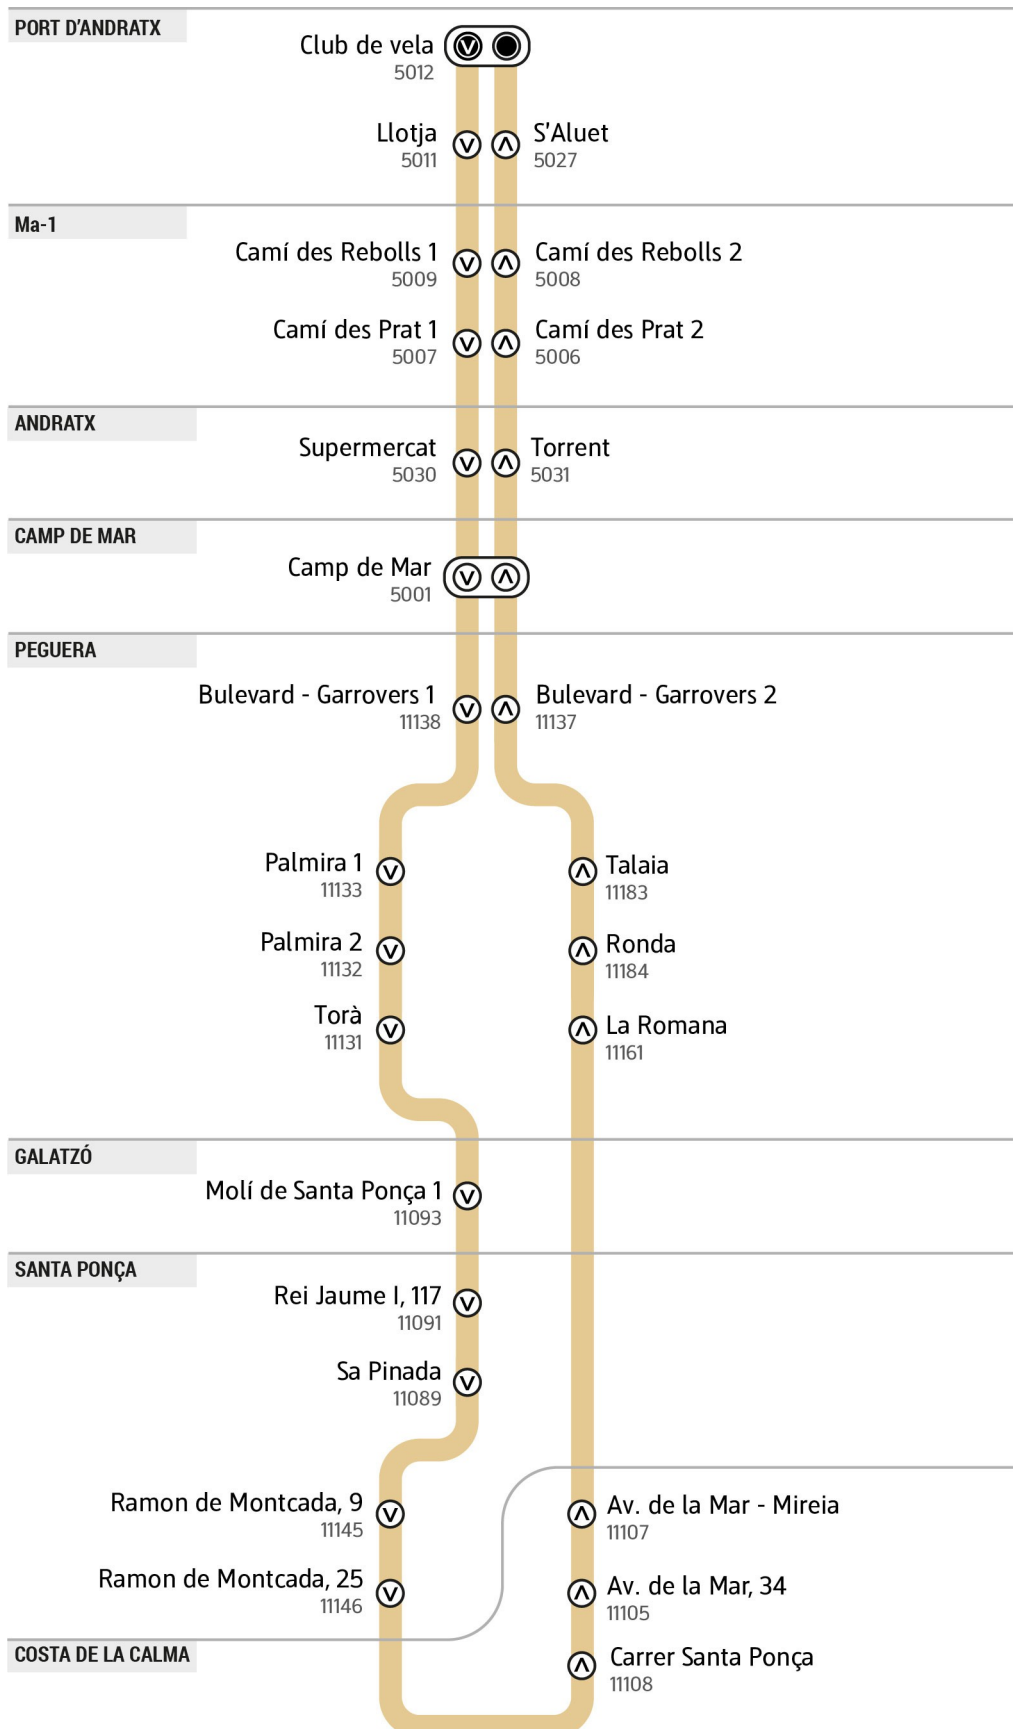 PORT D'ANDRATX
Club de vela
5012
Llotja
5011
S'Aluet
5027
Ma-1
Camí des Rebolls 1
5009
Camí des Rebolls 2
5008
Camí des Prat 1
5007
Camí des Prat 2
5006
ANDRATX
Supermercat
5030
Torrent
5031
CAMP DE MAR
Camp de Mar
5001
PEGUERA
Bulevard - Garrovers 1
11138
Bulevard - Garrovers 2
11137
Palmira 1
11133
Talaia
11183
Palmira 2
11132
Ronda
11184
Torà
11131
La Romana
11161
GALATZÓ
Molí de Santa Ponça 1
11093
SANTA PONÇA
Rei Jaume I, 117
11091
Sa Pinada
11089
Ramon de Montcada, 9
11145
Av. de la Mar - Mireia
11107
Ramon de Montcada, 25
11146
Av. de la Mar, 34
11105
COSTA DE LA CALMA
Carrer Santa Ponça
11108